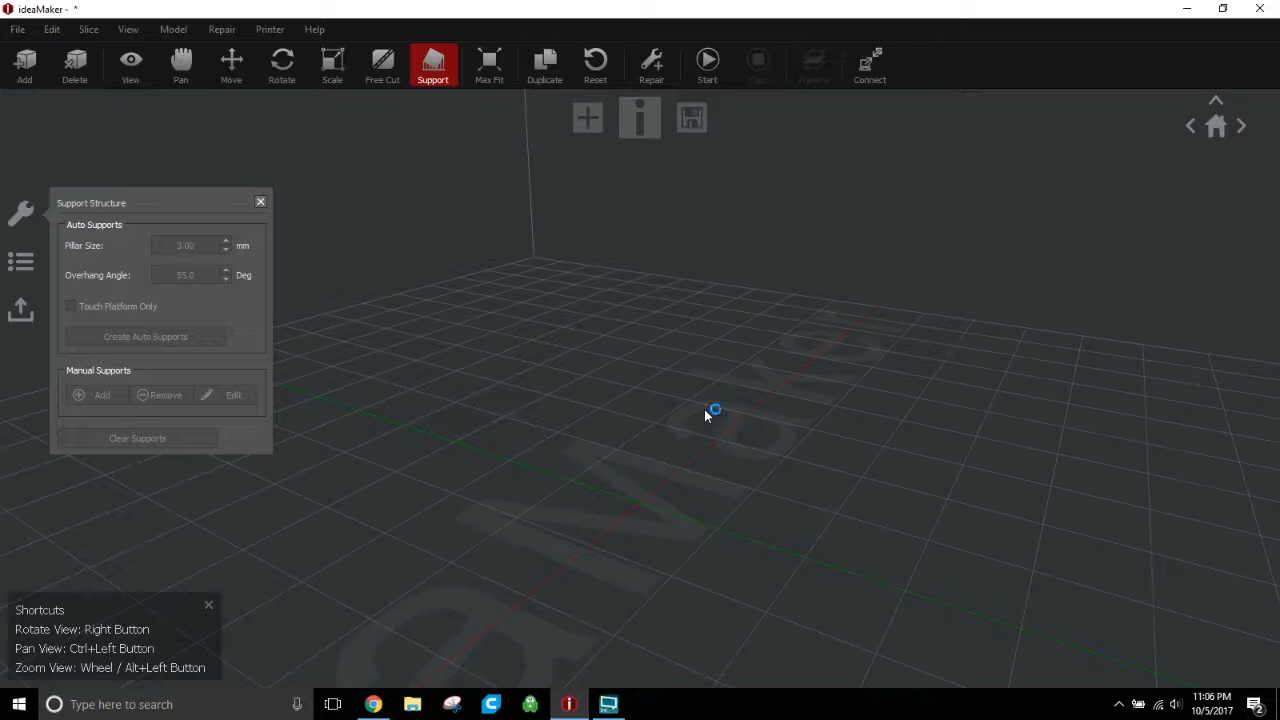 ideaMaker - *
File Edit Slice View Model Repair Printer Help
Add Delete View Pan Move Rotate Scale Free Cut Support Max Fit Duplicate Reset Repair Start Connect
Support Structure
Auto Supports
Pillar Size: 3.00 mm
Overhang Angle: 55.0 Deg
Touch Platform Only
Create Auto Supports
Manual Supports
Add Remove Edit
Clear Supports
Shortcuts
Rotate View: Right Button
Pan View: Ctrl+Left Button
Zoom View: Wheel / Alt+Left Button
Type here to search
11:06 PM
10/5/2017
2